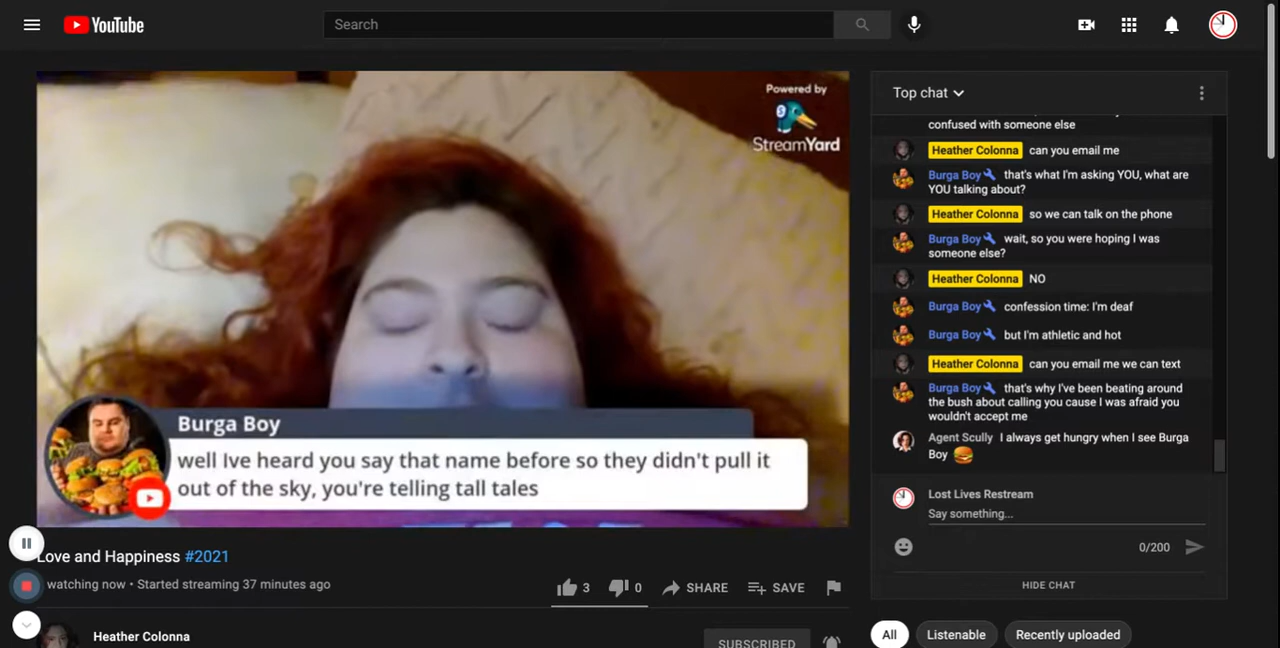 YouTube
Search
Powered by
StreamYard
Burga Boy
well Ive heard you say that name before so they didn't pull it
out of the sky, you're telling tall tales
Love and Happiness #2021
watching now • Started streaming 37 minutes ago
3
0
SHARE
SAVE
Heather Colonna
SUBSCRIBED
Top chat
confused with someone else
Heather Colonna can you email me
Burga Boy that's what I'm asking YOU, what are
YOU talking about?
Heather Colonna so we can talk on the phone
Burga Boy wait, so you were hoping I was
someone else?
Heather Colonna NO
Burga Boy confession time: I'm deaf
Burga Boy but I'm athletic and hot
Heather Colonna can you email me we can text
Burga Boy that's why I've been beating around
the bush about calling you cause I was afraid you
wouldn't accept me
Agent Scully I always get hungry when I see Burga
Boy 🍔
Lost Lives Restream
Say something...
0/200
HIDE CHAT
All
Listenable
Recently uploaded